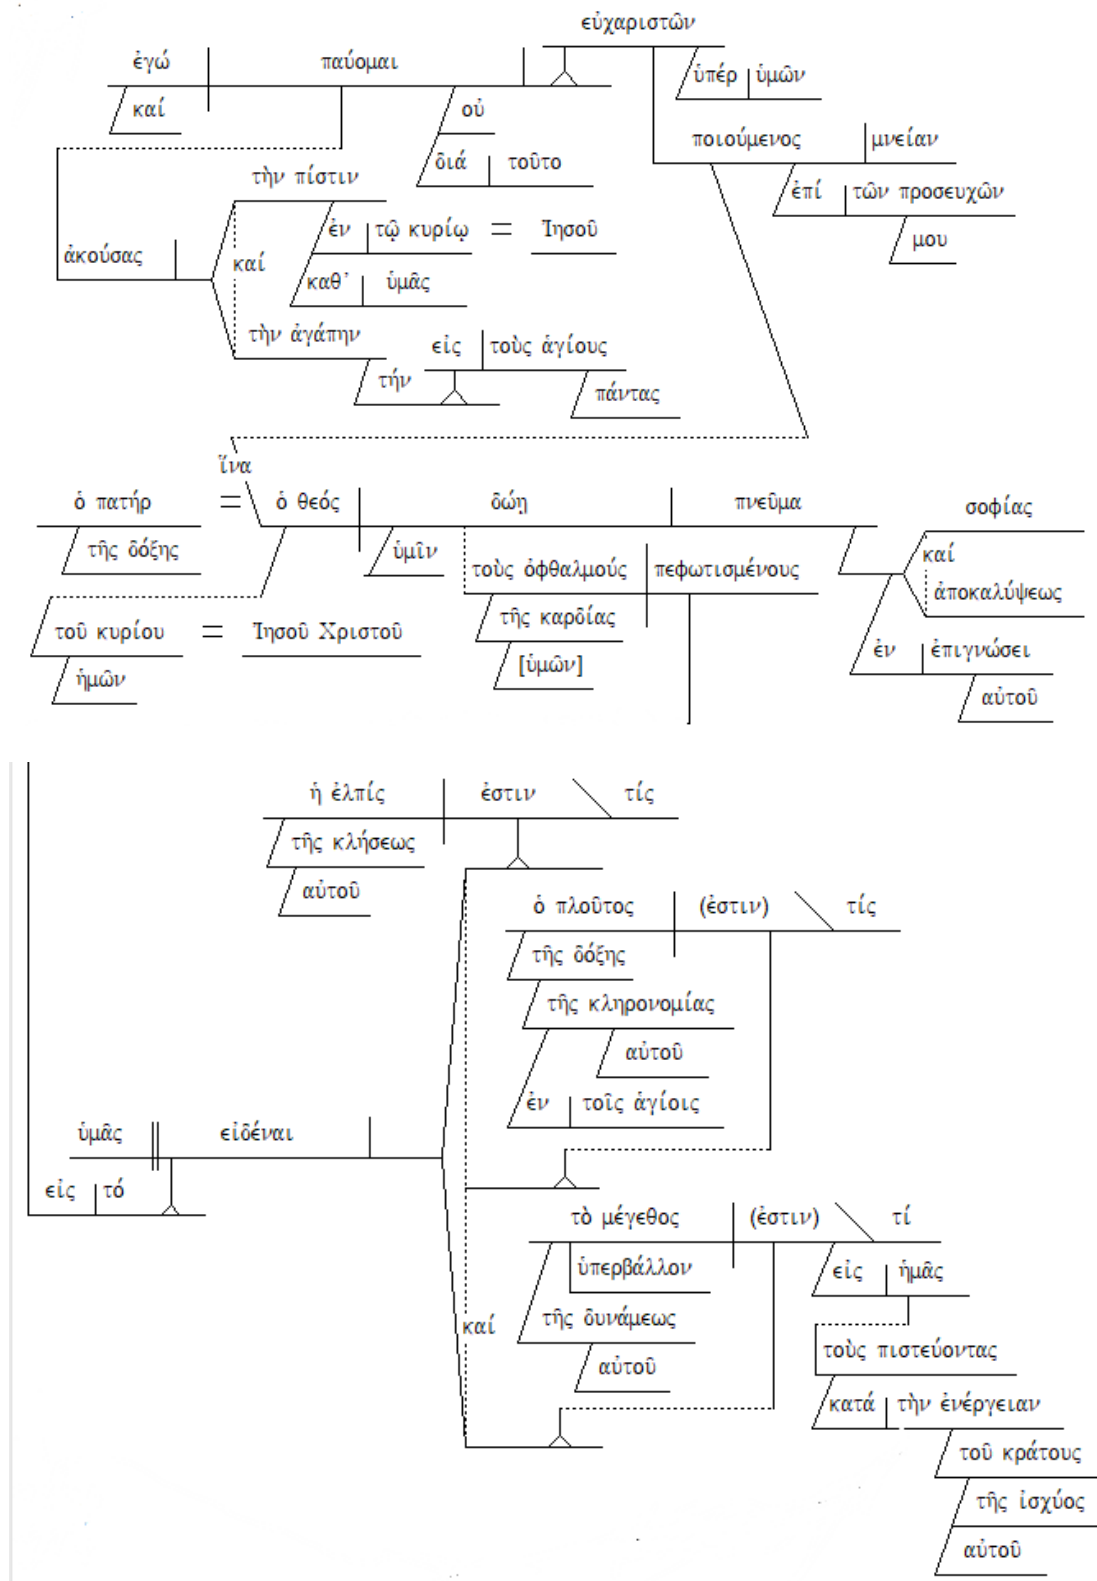 εὐχαριστῶν
ἐγώ παύομαι
ὑπέρ ὑμῶν
καί οὐ
ποιούμενος μνείαν
διά τοῦτο
τὴν πίστιν
ἐπί τῶν προσευχῶν
ἐν τῷ κυρίῳ = Ἰησοῦ
μου
ἀκούσας καί
καθ' ὑμᾶς
τὴν ἀγάπην
εἰς τοὺς ἁγίους
τήν
πάντας
ἵνα
ὁ πατήρ = ὁ θεός δώῃ πνεῦμα σοφίας
τῆς δόξης ὑμῖν καί
τοὺς ὀφθαλμούς πεφωτισμένους
ἀποκαλύψεως
τῆς καρδίας
τοῦ κυρίου = Ἰησοῦ Χριστοῦ
ἐν ἐπιγνώσει
[ὑμῶν]
ἡμῶν
αὐτοῦ
ἡ ἐλπίς ἐστιν τίς
τῆς κλήσεως
αὐτοῦ
ὁ πλοῦτος (ἐστιν) τίς
τῆς δόξης
τῆς κληρονομίας
αὐτοῦ
ἐν τοῖς ἁγίοις
ὑμᾶς εἰδέναι
εἰς τό
τὸ μέγεθος (ἐστιν) τί
ὑπερβάλλον εἰς ἡμᾶς
καί τῆς δυνάμεως
τοὺς πιστεύοντας
αὐτοῦ
κατά τὴν ἐνέργειαν
τοῦ κράτους
τῆς ἰσχύος
αὐτοῦ